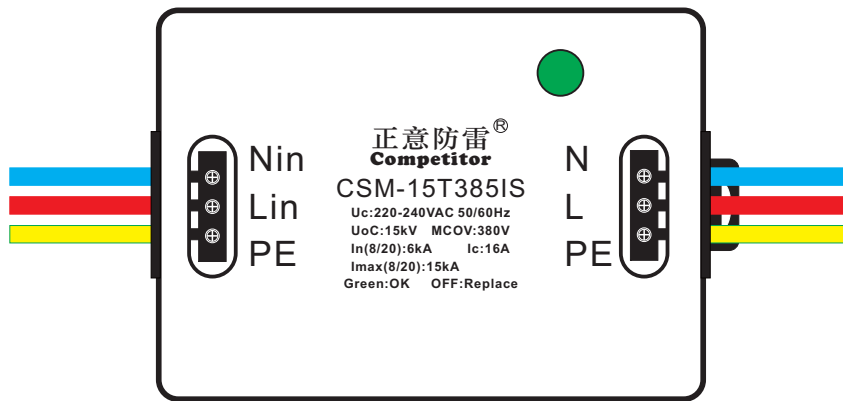 正意防雷®
Competitor
CSM-15T385IS
Uc:220-240VAC 50/60Hz
UoC:15kV MCOV:380V
In(8/20):6kA Ic:16A
Imax(8/20):15kA
Green:OK OFF:Replace
Nin
Lin
PE
N
L
PE